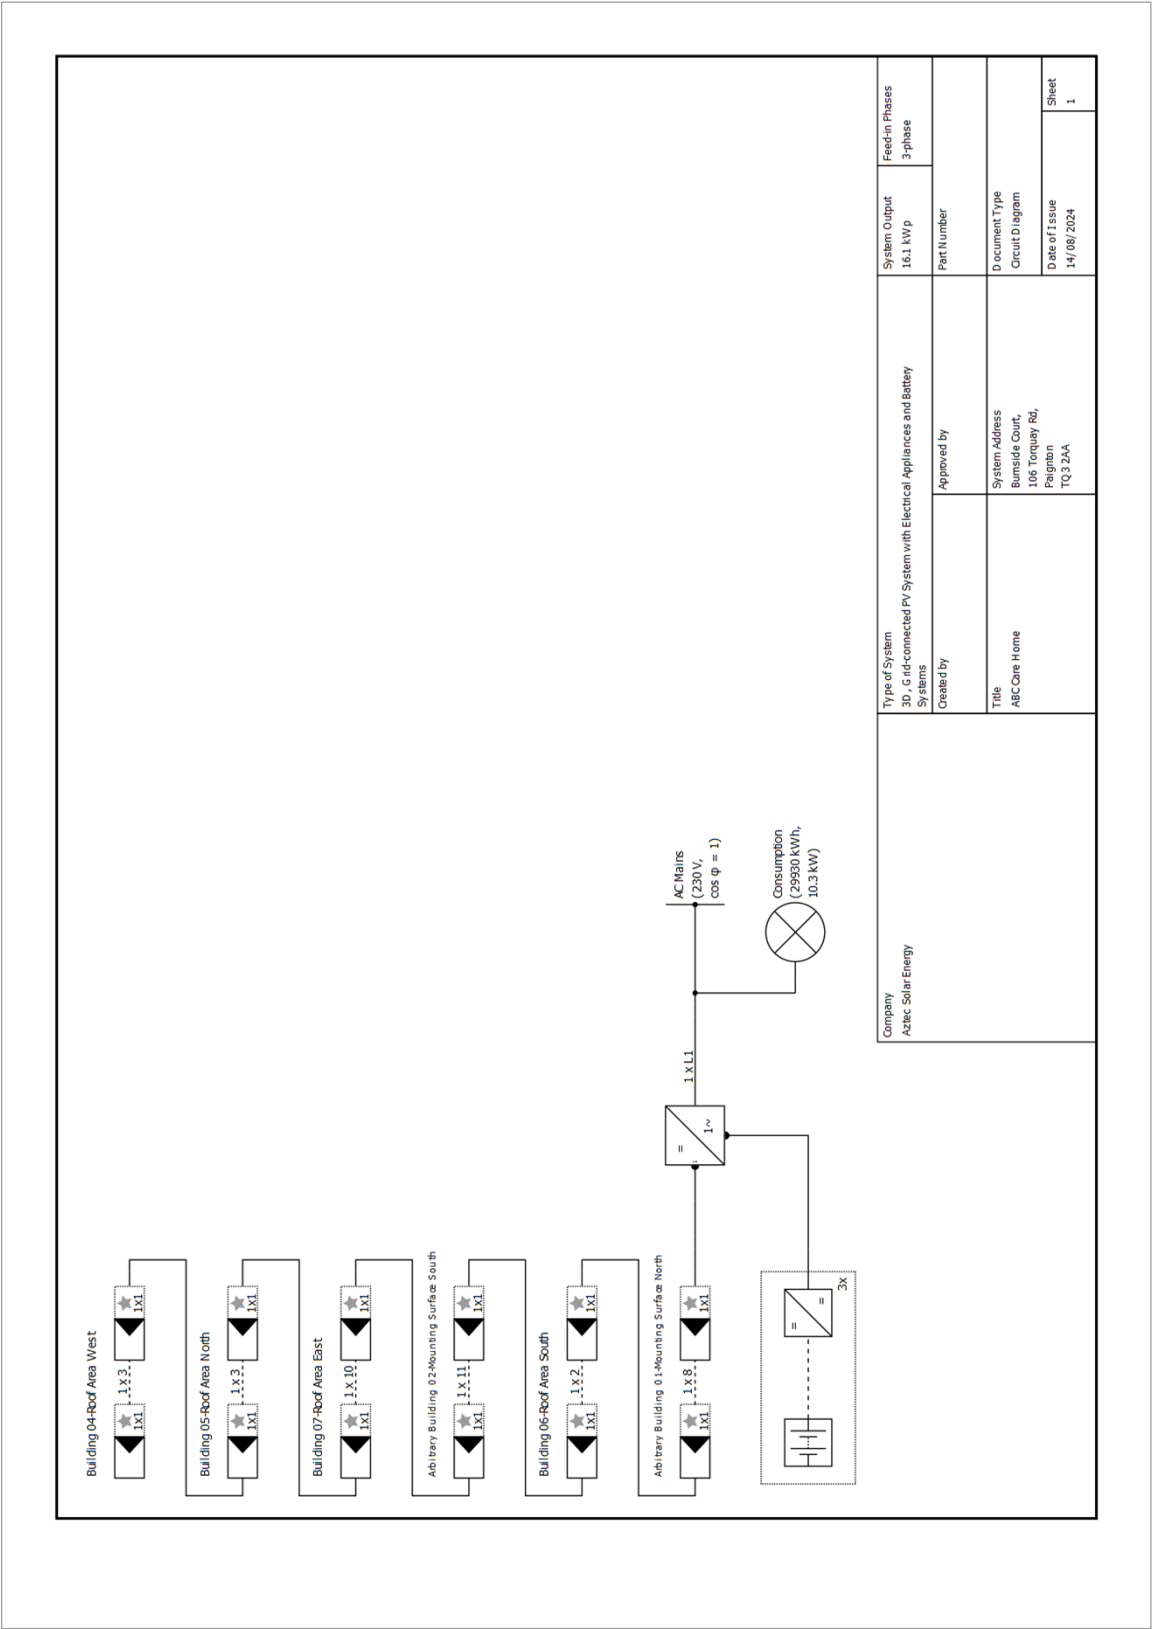 Building 04-Roof Area West
1 x 3
1x1
1x1
Building 05-Roof Area North
1 x 3
1x1
1x1
Building 07-Roof Area East
1 x 10
1x1
1x1
Arbitrary Building 02-Mounting Surface South
1 x 11
1x1
1x1
Building 06-Roof Area South
1 x 2
1x1
1x1
Arbitrary Building 01-Mounting Surface North
1 x 8
1x1
1x1
=
1~
1
1 x L1
AC Mains
(230 V,
cos φ = 1)
Consumption
(29930 kWh,
10.3 kW)
=
=
3x
Company
Aztec Solar Energy
Type of System
3D, Grid-connected PV System with Electrical Appliances and Battery
Systems
System Output
16.1 kWp
Feed-in Phases
3-phase
Created by
Approved by
Part Number
Title
ABC Care Home
System Address
Burnside Court,
106 Torquay Rd,
Paignton
TQ3 2AA
Document Type
Circuit Diagram
Date of Issue
14/08/2024
Sheet
1